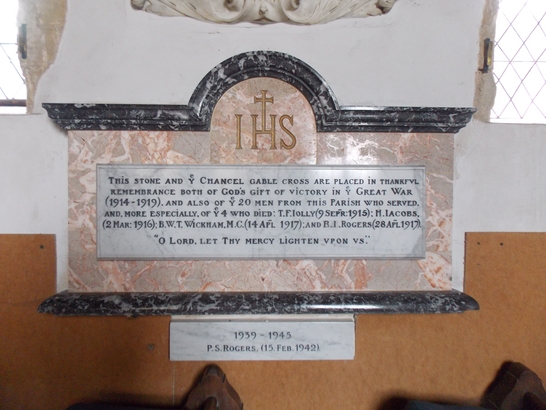 IHS
THIS STONE AND YE CHANCEL GABLE CROSS ARE PLACED IN THANKFVL
REMEMBRANCE BOTH OF GOD'S GIFT OF VICTORY IN YE GREAT WAR
(1914-1919), AND ALSO OF YE 20 MEN FROM THIS PARISH WHO SERVED,
AND, MORE ESPECIALLY, OF YE 4 WHO DIED: T.F. JOLLY (9 SEPR: 1915); H. JACOBS,
(2 MAR: 1916); B.W.T. WICKHAM, M.C. (14 APL 1917); AND R.I. ROGERS (28 APL 1917).
"O LORD, LET THY MERCY LIGHTEN VPON VS."
1939 - 1945
P.S. ROGERS, (15 FEB. 1942)